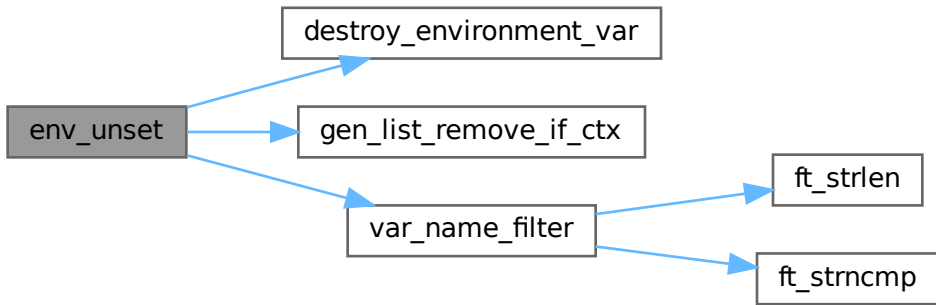 destroy_environment_var
env_unset
gen_list_remove_if_ctx
ft_strlen
var_name_filter
ft_strncmp